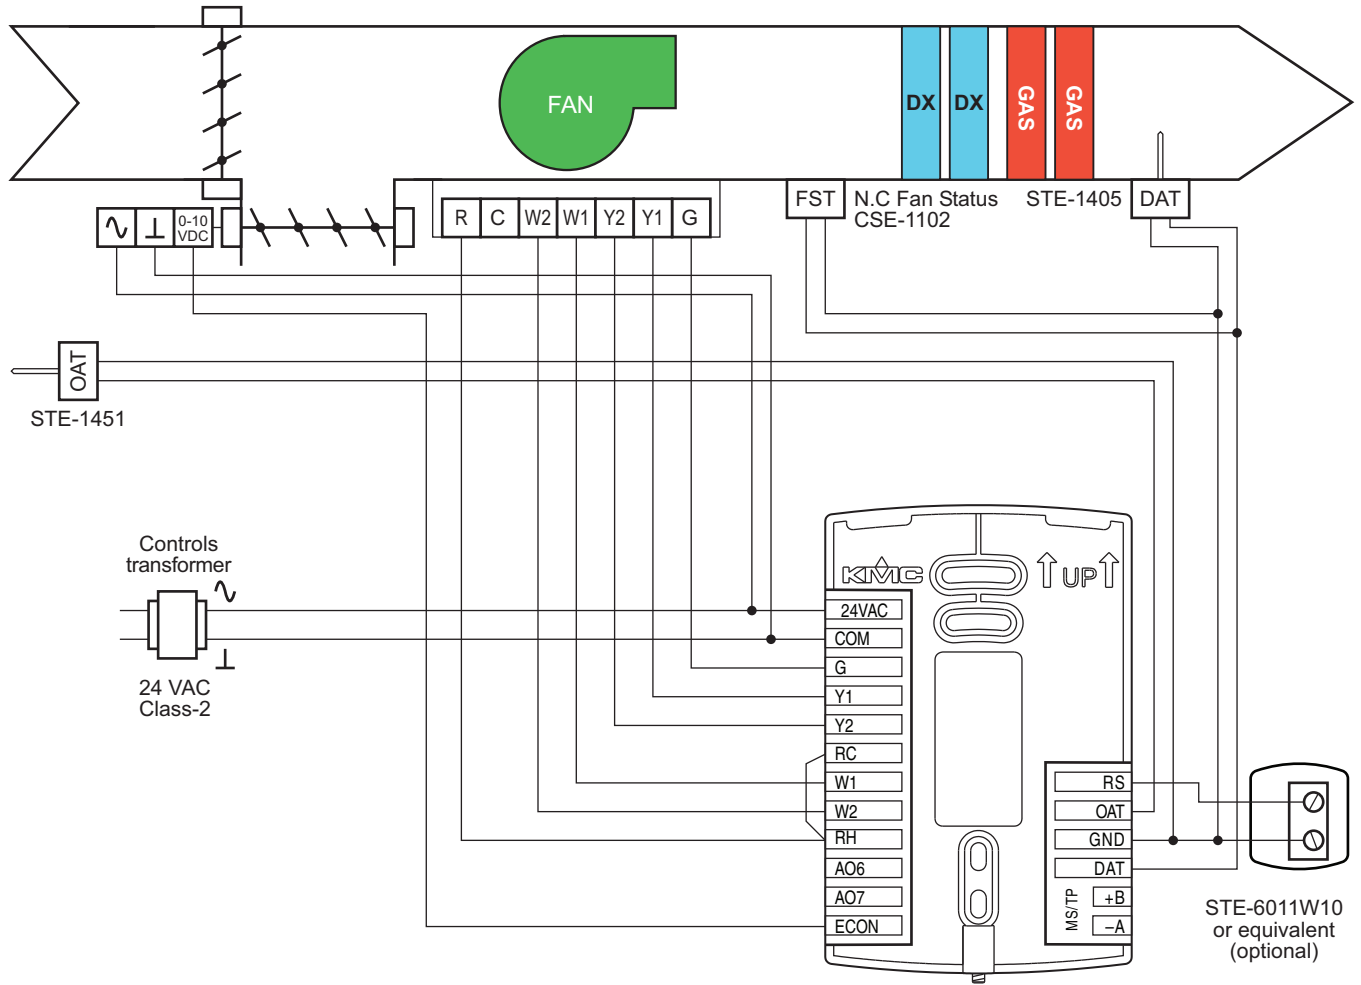 FAN
DX
DX
GAS
GAS
0-10
VDC
R
C
W2
W1
Y2
Y1
G
FST
N.C Fan Status
CSE-1102
STE-1405
DAT
OAT
STE-1451
Controls
transformer
24 VAC
Class-2
KMC
UP
24VAC
COM
G
Y1
Y2
RC
W1
W2
RH
AO6
AO7
ECON
RS
OAT
GND
DAT
MS/TP
+B
–A
STE-6011W10
or equivalent
(optional)